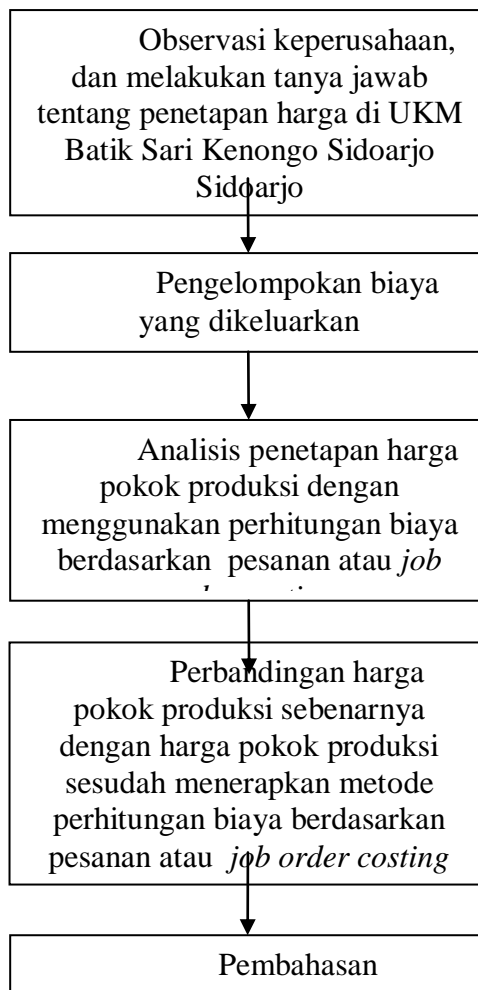 Observasi keperusahaan,
dan melakukan tanya jawab
tentang penetapan harga di UKM
Batik Sari Kenongo Sidoarjo
Sidoarjo
Pengelompokan biaya
yang dikeluarkan
Analisis penetapan harga
pokok produksi dengan
menggunakan perhitungan biaya
berdasarkan pesanan atau job
Perbandingan harga
pokok produksi sebenarnya
dengan harga pokok produksi
sesudah menerapkan metode
perhitungan biaya berdasarkan
pesanan atau job order costing
Pembahasan